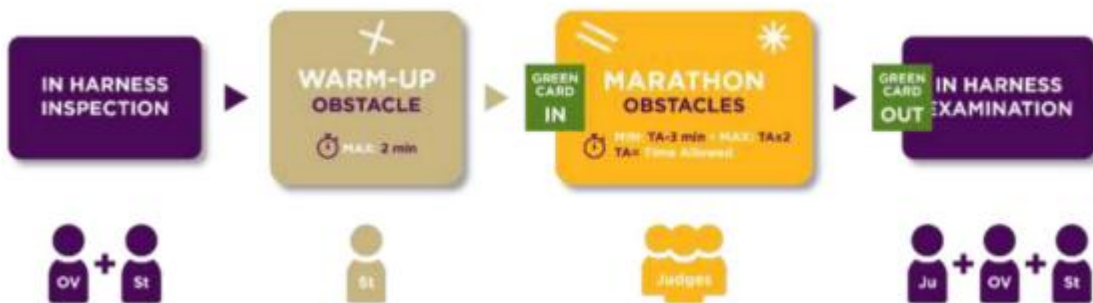 IN HARNESS
INSPECTION
WARM-UP
OBSTACLE
MAX: 2 min
GREEN
CARD
IN
MARATHON
OBSTACLES
MIN: TA-3 min - MAX: TAx2
TA= Time Allowed
GREEN
CARD
OUT
IN HARNESS
EXAMINATION
OV + St
St
Judges
Ju + OV + St